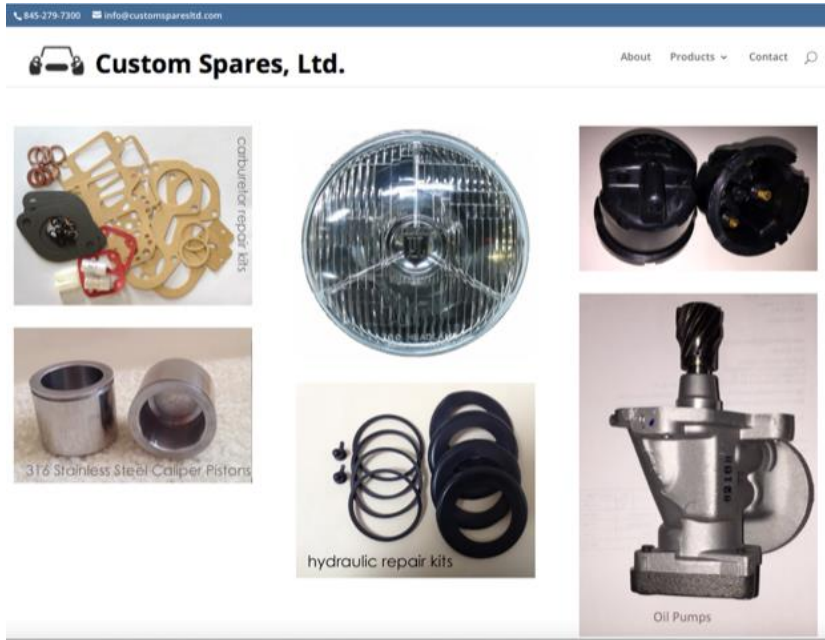 845-279-7300 info@customsparesltd.com
Custom Spares, Ltd.
About Products Contact
carburetor repair kits
316 Stainless Steel Caliper Pistons
hydraulic repair kits
Oil Pumps